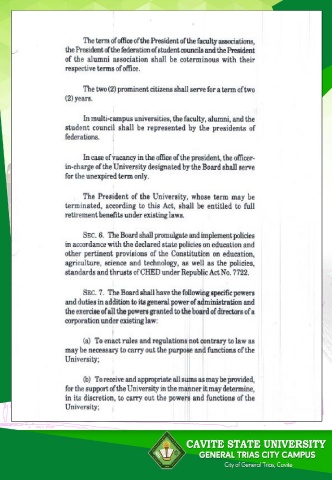 The term of office of the President of the faculty associations,
the President of the federation of student councils and the President
of the alumni association shall be coterminous with their
respective terms of office.
The two (2) prominent citizens shall serve for a term of two
(2) years.
In multi-campus universities, the faculty, alumni, and the
student council shall be represented by the presidents of
federations.
In case of vacancy in the office of the president, the officer-
in-charge of the University designated by the Board shall serve
for the unexpired term only.
The President of the University, whose term may be
terminated, according to this Act, shall be entitled to full
retirement benefits under existing laws.
SEC. 6. The Board shall promulgate and implement policies
in accordance with the declared state policies on education and
other pertinent provisions of the Constitution on education,
agriculture, science and technology, as well as the policies,
standards and thrusts of CHED under Republic Act No. 7722.
SEC. 7. The Board shall have the following specific powers
and duties in addition to its general power of administration and
the exercise of all the powers granted to the board of directors of a
corporation under existing law:
(a) To enact rules and regulations not contrary to law as
may be necessary to carry out the purpose and functions of the
University;
(b) To receive and appropriate all sums as may be provided,
for the support of the University in the manner it may determine,
in its discretion, to carry out the powers and functions of the
University;
CAVITE STATE UNIVERSITY
GENERAL TRIAS CITY CAMPUS
City of General Trias, Cavite